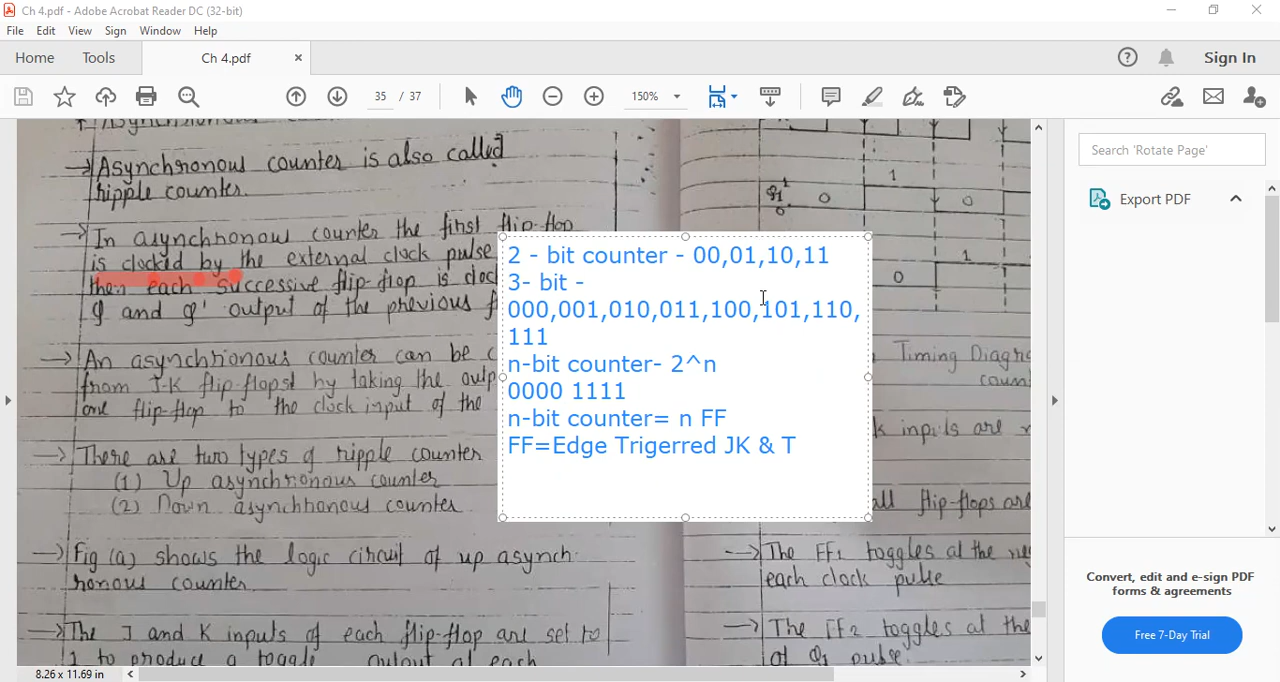 Ch 4.pdf - Adobe Acrobat Reader DC (32-bit)
File Edit View Sign Window Help
Home Tools Ch 4.pdf × Sign In
35 / 37 150%
→ Asynchronous counter is also called
ripple counter.
→ In asynchronous counter the first flip-flop
is clocked by the external clock pulse
then each successive flip-flop is
Q and Q' output of the previous
→ An asynchronous counter can be
from J-K flip-flops by taking the
one flip-flop to the clock input of the
→ There are two types of ripple counter
(1) Up asynchronous counter
(2) Down asynchronous counter
→ Fig (a) shows the logic circuit of up asynch-
ronous counter.
→ The J and K inputs of each flip-flop are set to
1 to produce a toggle output at each
2 - bit counter - 00,01,10,11
3- bit -
000,001,010,011,100,101,110,
111
n-bit counter- 2^n
0000 1111
n-bit counter= n FF
FF=Edge Trigerred JK & T
1
Q1 0 0
1
0
Timing
inputs are
all flip-flops are
→ The FF1 toggles at the
each clock pulse
→ The FF2 toggles at the
of Q1 pulse.
8.26 x 11.69 in
Search 'Rotate Page'
Export PDF
Convert, edit and e-sign PDF
forms & agreements
Free 7-Day Trial